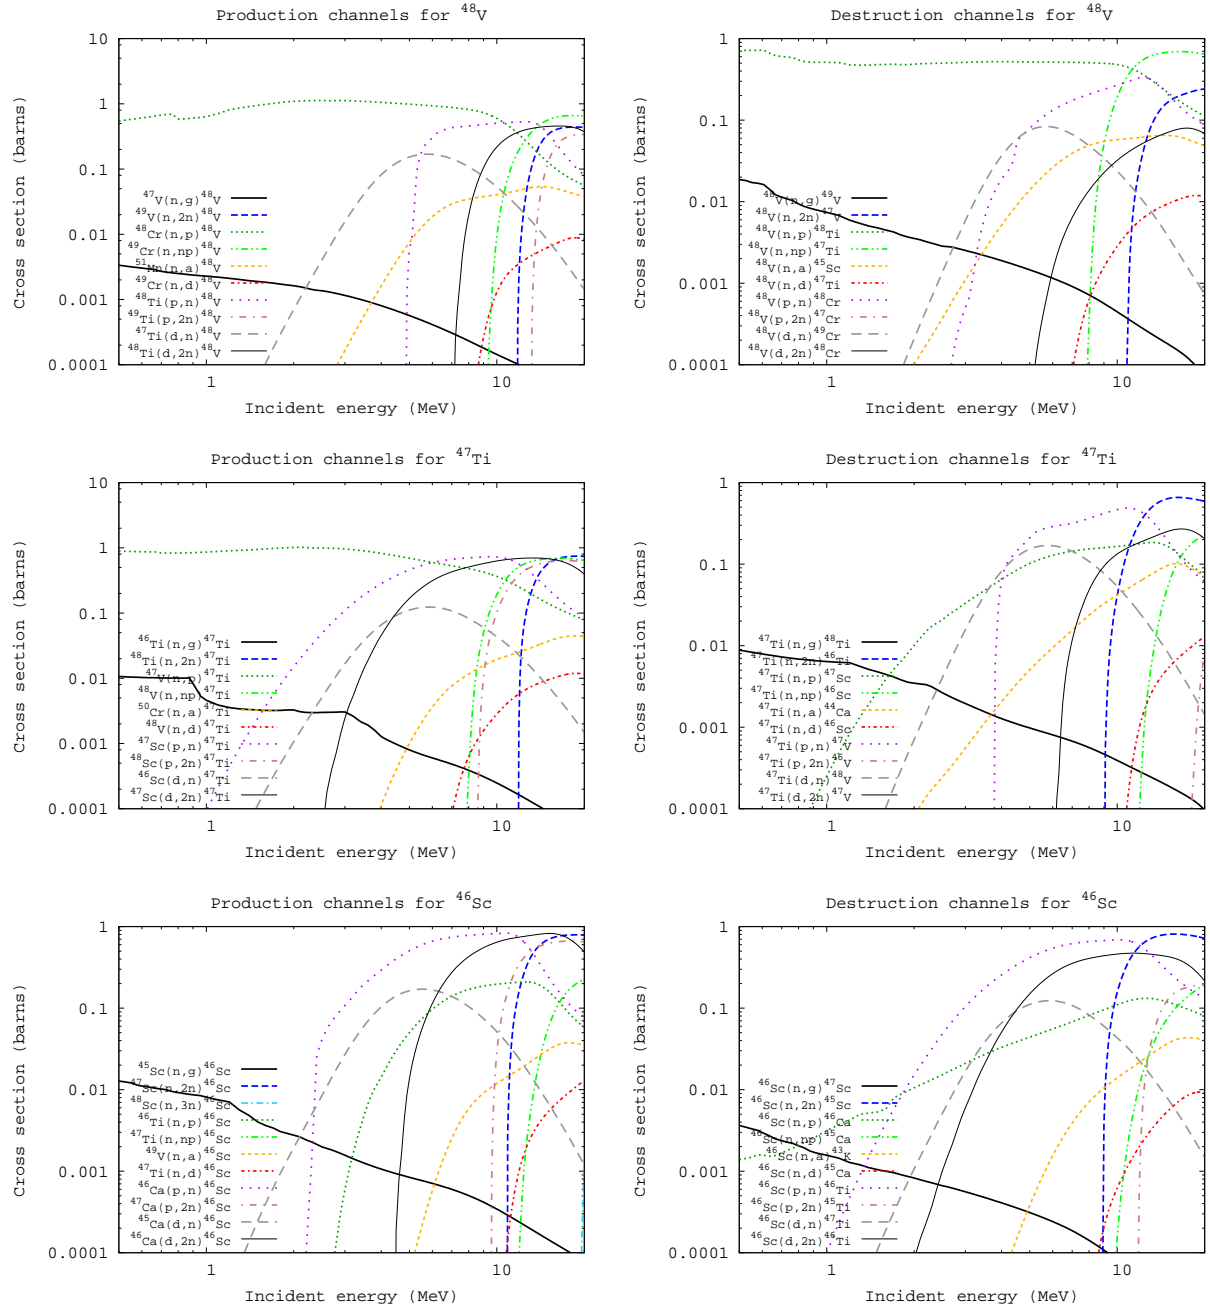 Production channels for ⁴⁸V
Cross section (barns)
10
1
0.1
0.01
0.001
0.0001
⁴⁷V(n,g)⁴⁸V
⁴⁹V(n,2n)⁴⁸V
⁴⁸Cr(n,p)⁴⁸V
⁴⁹Cr(n,np)⁴⁸V
⁵¹Mn(n,a)⁴⁸V
⁴⁹Cr(n,d)⁴⁸V
⁴⁸Ti(p,n)⁴⁸V
⁴⁹Ti(p,2n)⁴⁸V
⁴⁷Ti(d,n)⁴⁸V
⁴⁸Ti(d,2n)⁴⁸V
1 10
Incident energy (MeV)
Destruction channels for ⁴⁸V
Cross section (barns)
1
0.1
0.01
0.001
0.0001
⁴⁸V(n,g)⁴⁹V
⁴⁸V(n,2n)⁴⁷V
⁴⁸V(n,p)⁴⁸Ti
⁴⁸V(n,np)⁴⁷Ti
⁴⁸V(n,a)⁴⁵Sc
⁴⁸V(n,d)⁴⁷Ti
⁴⁸V(p,n)⁴⁸Cr
⁴⁸V(p,2n)⁴⁷Cr
⁴⁸V(d,n)⁴⁹Cr
⁴⁸V(d,2n)⁴⁸Cr
1 10
Incident energy (MeV)
Production channels for ⁴⁷Ti
Cross section (barns)
10
1
0.1
0.01
0.001
0.0001
⁴⁶Ti(n,g)⁴⁷Ti
⁴⁸Ti(n,2n)⁴⁷Ti
⁴⁷V(n,p)⁴⁷Ti
⁴⁸V(n,np)⁴⁷Ti
⁵⁰Cr(n,a)⁴⁷Ti
⁴⁸V(n,d)⁴⁷Ti
⁴⁷Sc(p,n)⁴⁷Ti
⁴⁸Sc(p,2n)⁴⁷Ti
⁴⁶Sc(d,n)⁴⁷Ti
⁴⁷Sc(d,2n)⁴⁷Ti
1 10
Incident energy (MeV)
Destruction channels for ⁴⁷Ti
Cross section (barns)
1
0.1
0.01
0.001
0.0001
⁴⁷Ti(n,g)⁴⁸Ti
⁴⁷Ti(n,2n)⁴⁶Ti
⁴⁷Ti(n,p)⁴⁷Sc
⁴⁷Ti(n,np)⁴⁶Sc
⁴⁷Ti(n,a)⁴⁴Ca
⁴⁷Ti(n,d)⁴⁶Sc
⁴⁷Ti(p,n)⁴⁷V
⁴⁷Ti(p,2n)⁴⁶V
⁴⁷Ti(d,n)⁴⁸V
⁴⁷Ti(d,2n)⁴⁷V
1 10
Incident energy (MeV)
Production channels for ⁴⁶Sc
Cross section (barns)
1
0.1
0.01
0.001
0.0001
⁴⁵Sc(n,g)⁴⁶Sc
⁴⁷Sc(n,2n)⁴⁶Sc
⁴⁸Sc(n,3n)⁴⁶Sc
⁴⁶Ti(n,p)⁴⁶Sc
⁴⁷Ti(n,np)⁴⁶Sc
⁴⁹V(n,a)⁴⁶Sc
⁴⁷Ti(n,d)⁴⁶Sc
⁴⁶Ca(p,n)⁴⁶Sc
⁴⁷Ca(p,2n)⁴⁶Sc
⁴⁵Ca(d,n)⁴⁶Sc
⁴⁶Ca(d,2n)⁴⁶Sc
1 10
Incident energy (MeV)
Destruction channels for ⁴⁶Sc
Cross section (barns)
1
0.1
0.01
0.001
0.0001
⁴⁶Sc(n,g)⁴⁷Sc
⁴⁶Sc(n,2n)⁴⁵Sc
⁴⁶Sc(n,p)⁴⁶Ca
⁴⁶Sc(n,np)⁴⁵Ca
⁴⁶Sc(n,a)⁴³K
⁴⁶Sc(n,d)⁴⁵Ca
⁴⁶Sc(p,n)⁴⁶Ti
⁴⁶Sc(p,2n)⁴⁵Ti
⁴⁶Sc(d,n)⁴⁷Ti
⁴⁶Sc(d,2n)⁴⁶Ti
1 10
Incident energy (MeV)